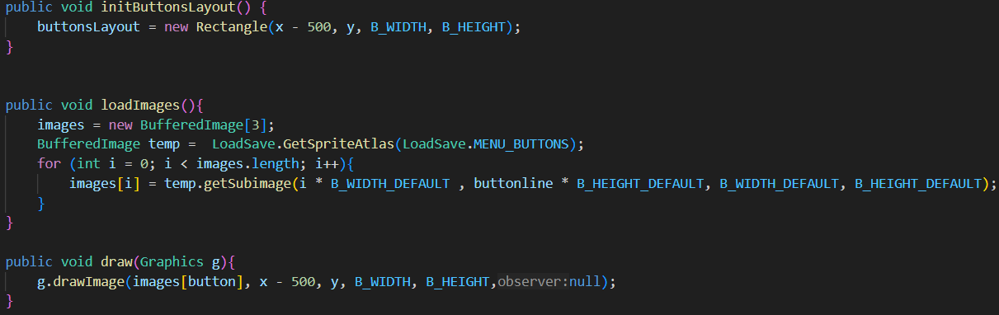 public void initButtonsLayout() {
    buttonsLayout = new Rectangle(x - 500, y, B_WIDTH, B_HEIGHT);
}
public void loadImages(){
    images = new BufferedImage[3];
    BufferedImage temp =  LoadSave.GetSpriteAtlas(LoadSave.MENU_BUTTONS);
    for (int i = 0; i < images.length; i++){
        images[i] = temp.getSubimage(i * B_WIDTH_DEFAULT , buttonline * B_HEIGHT_DEFAULT, B_WIDTH_DEFAULT, B_HEIGHT_DEFAULT);
    }
}
public void draw(Graphics g){
    g.drawImage(images[button], x - 500, y, B_WIDTH, B_HEIGHT,observer:null);
}